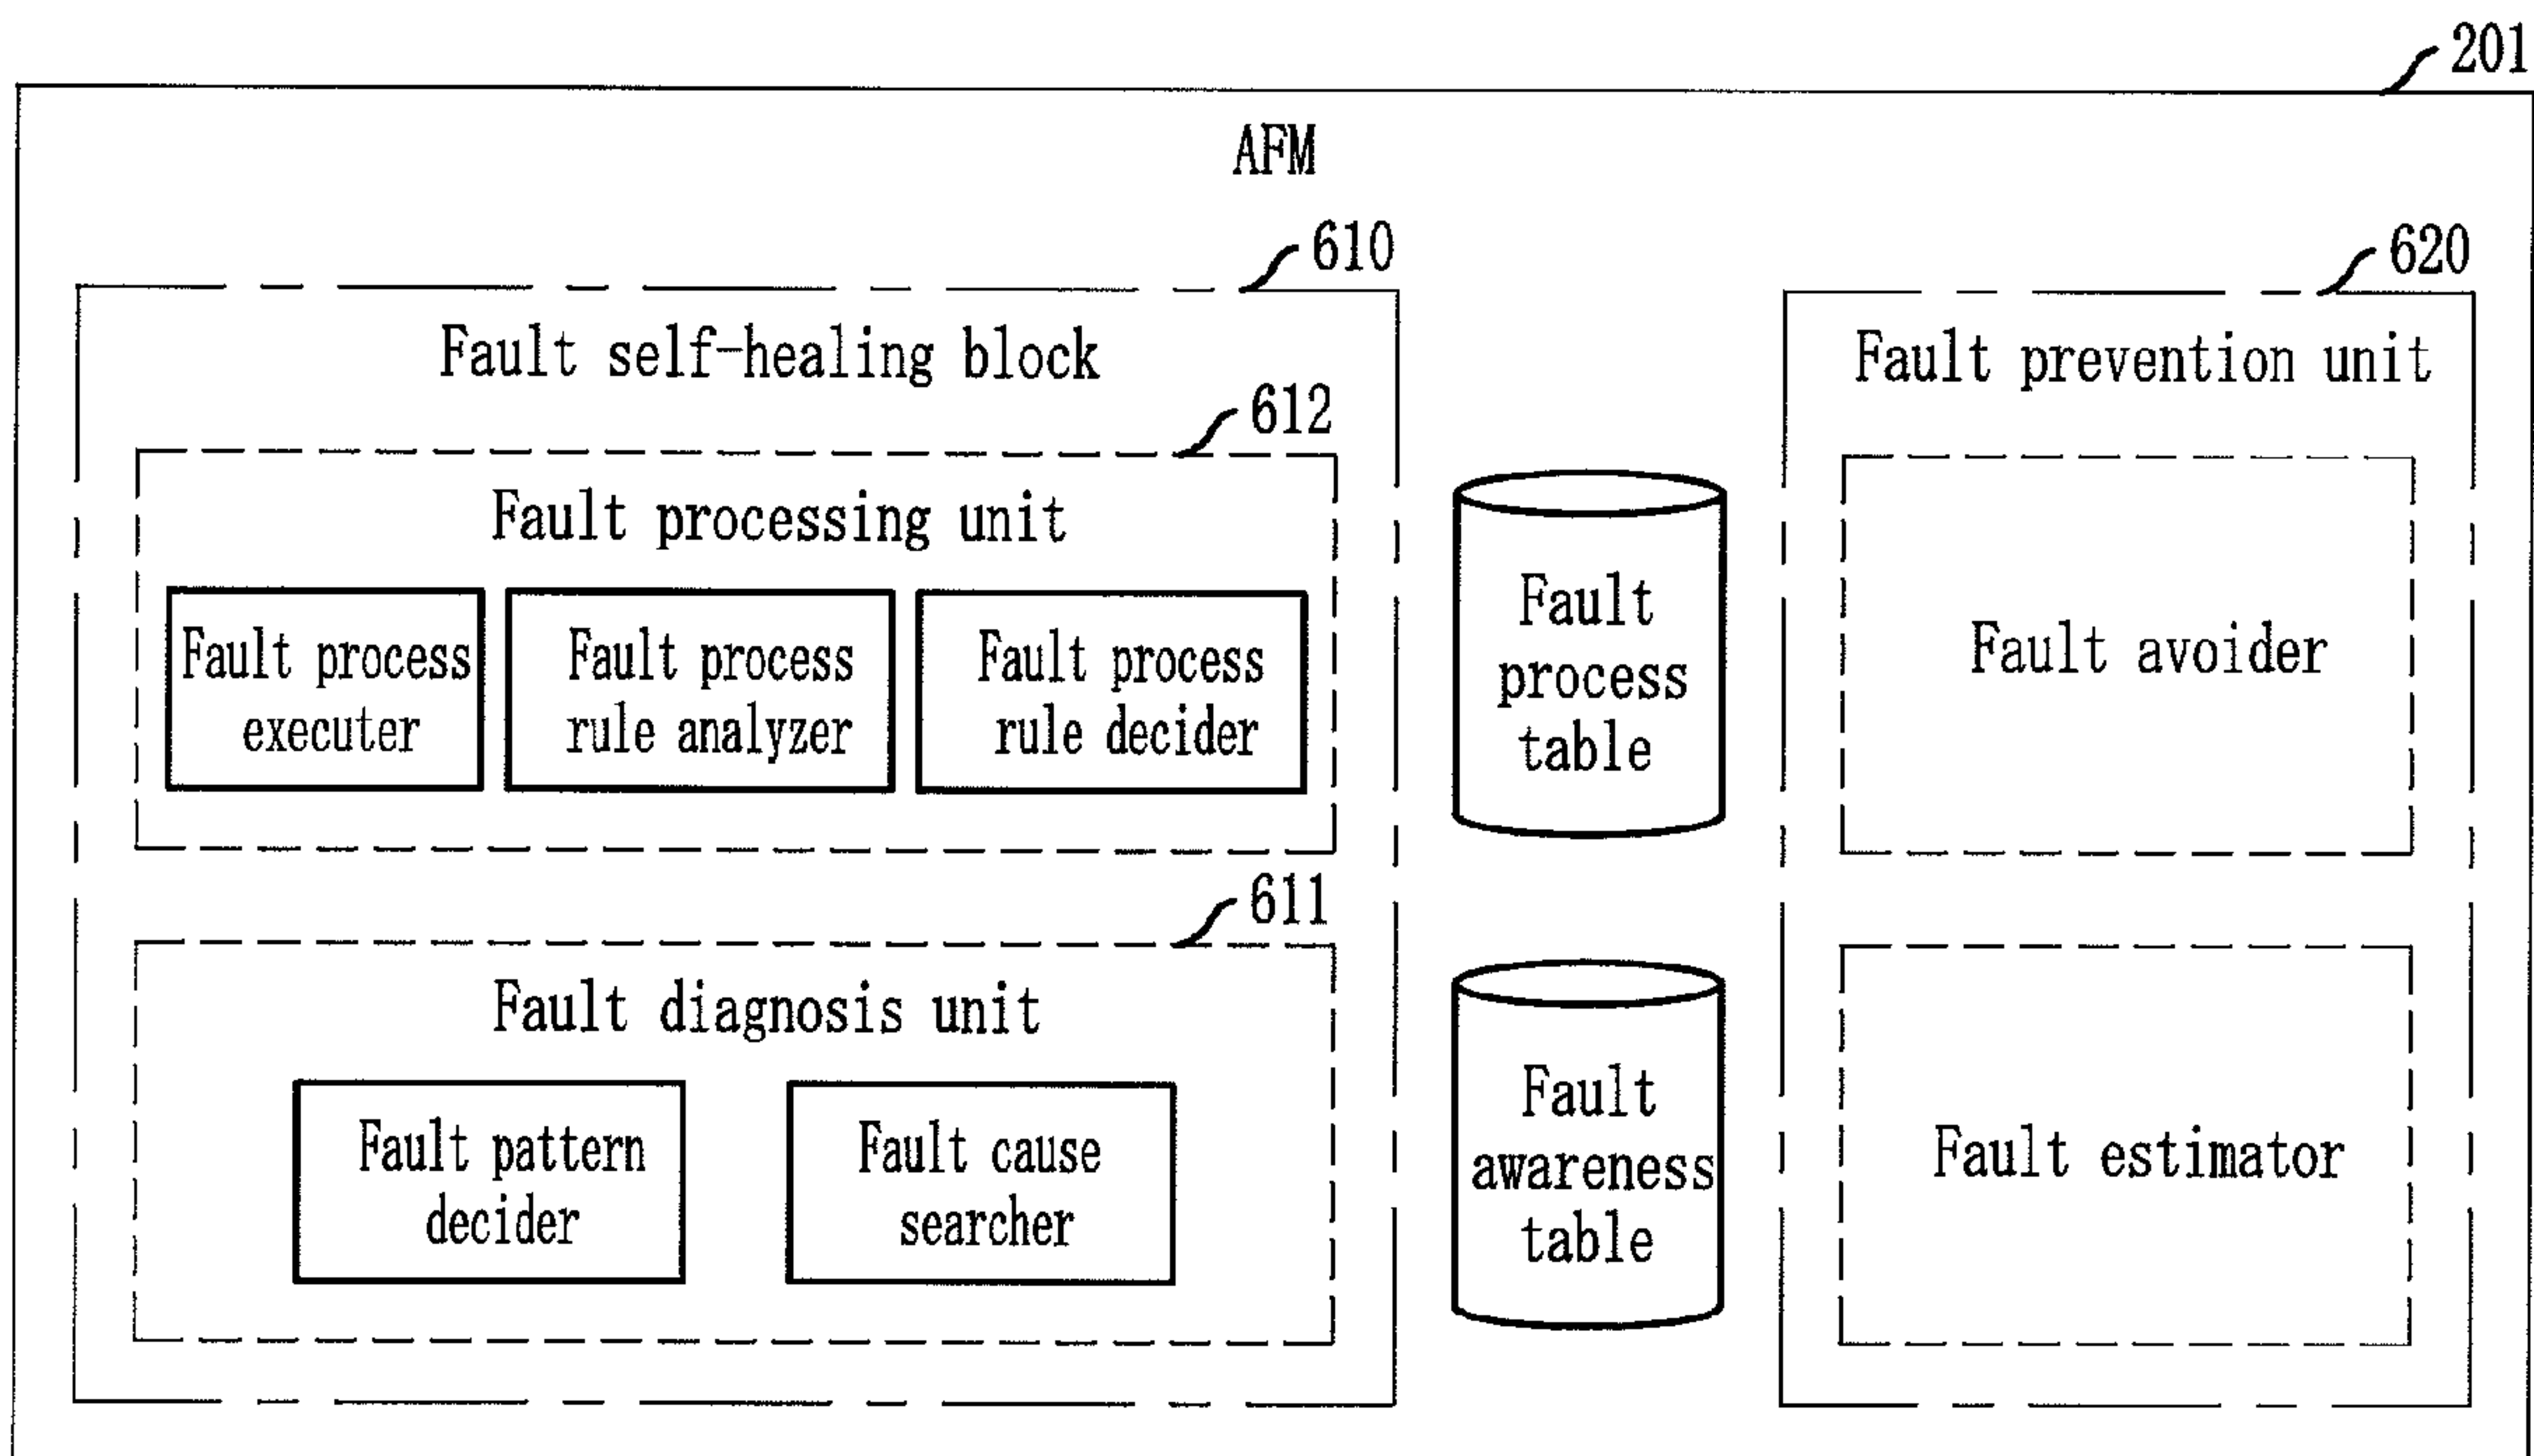 201
AFM
610
620
Fault self-healing block
Fault prevention unit
612
Fault processing unit
Fault process
executer
Fault process
rule analyzer
Fault process
rule decider
Fault
process
table
Fault avoider
611
Fault diagnosis unit
Fault pattern
decider
Fault cause
searcher
Fault
awareness
table
Fault estimator